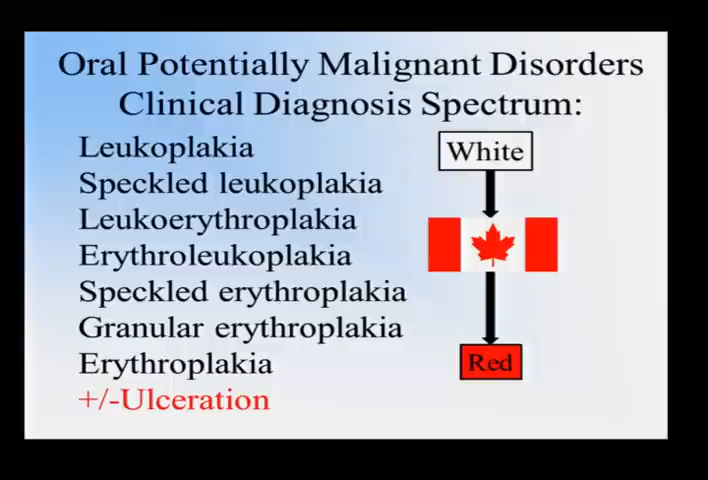 Oral Potentially Malignant Disorders
Clinical Diagnosis Spectrum:
Leukoplakia
Speckled leukoplakia
Leukoerythroplakia
Erythroleukoplakia
Speckled erythroplakia
Granular erythroplakia
Erythroplakia
+/-Ulceration
White
Red